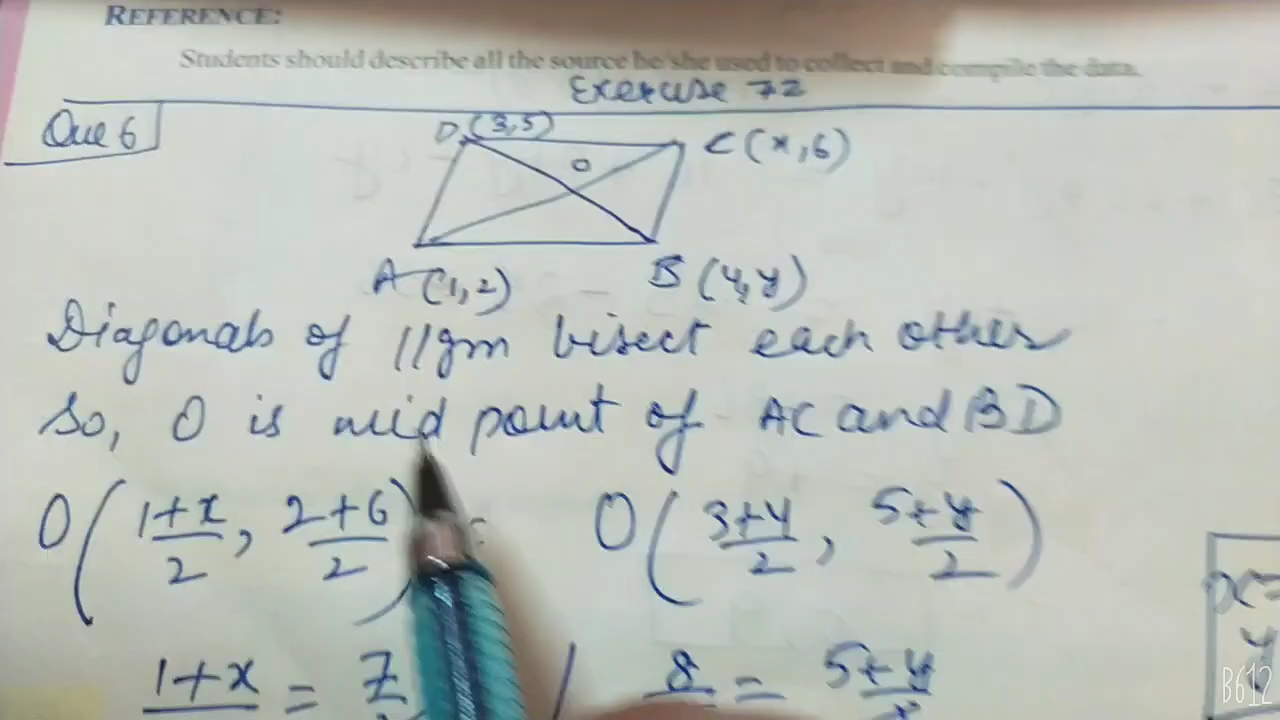 REFERENCE:
Students should describe all the source he/she used to collect and compile the data.
Exercise 7.2
Que 6
D (3,5)
C (x,6)
O
A (1,2)
B (4,y)
Diagonals of ||gm bisect each other
So, O is mid point of AC and BD
O (1+x/2, 2+6/2) = O (3+4/2, 5+y/2)
1+x = 7 / 8 = 5+y
B612